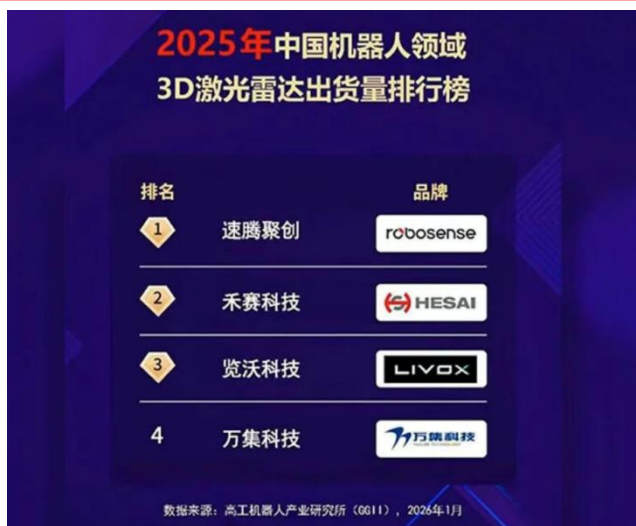 2025年中国机器人领域
3D激光雷达出货量排行榜
排名 品牌
1 速腾聚创 robosense
2 禾赛科技 HESAI
3 览沃科技 LIVOX
4 万集科技 万集科技
数据来源：高工机器人产业研究所（GGII），2026年1月